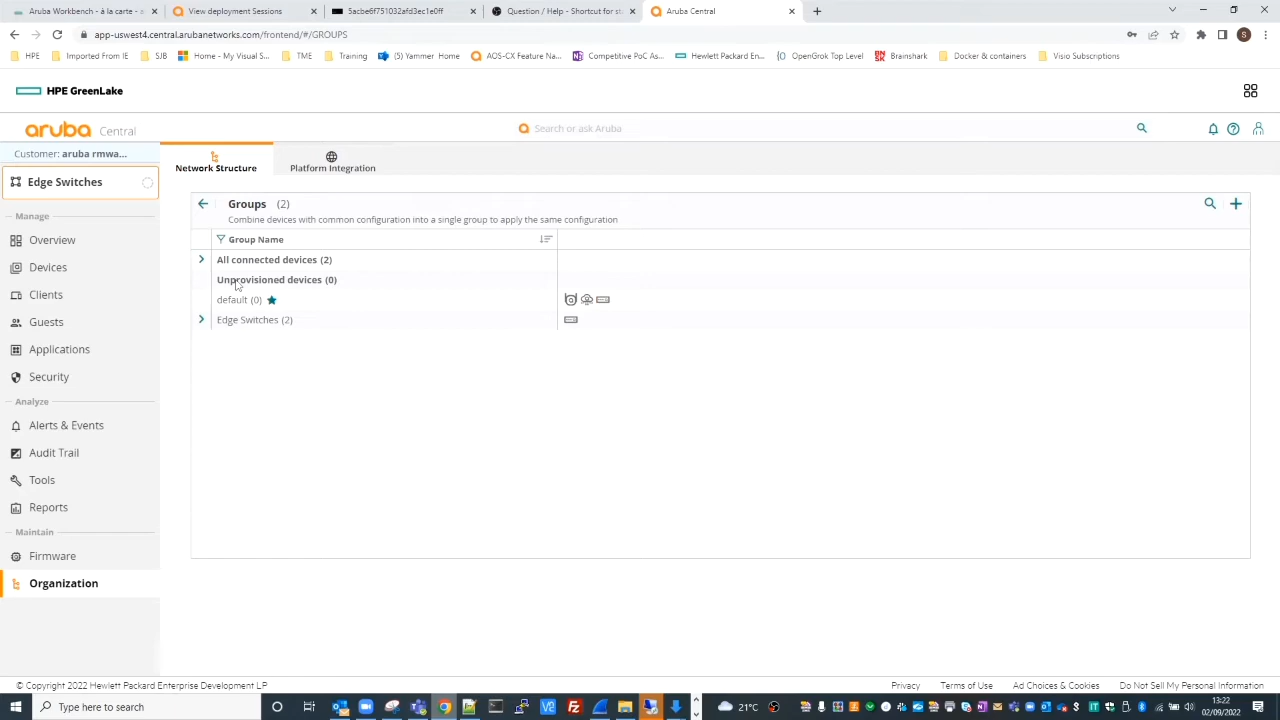 Aruba Workbench - à la carte - s
View deployment Sessions
5acbe6f751032afd3ec1e0ff
Question / Help - Shortcut for sl
Aruba Central
app-uswest4.central.arubanetworks.com/frontend/#/GROUPS
S
HPE
Imported From IE
SJB
Home - My Visual S...
TME
Training
(5) Yammer Home
AOS-CX Feature Na...
Competitive PoC As...
Hewlett Packard En...
OpenGrok Top Level
Brainshark
Docker & containers
Visio Subscriptions
HPE GreenLake
aruba Central
Search or ask Aruba
Customer: aruba rmwa...
Edge Switches
Network Structure
Platform Integration
Manage
Overview
Devices
Clients
Guests
Applications
Security
Analyze
Alerts & Events
Audit Trail
Tools
Reports
Maintain
Firmware
Organization
Groups (2)
Combine devices with common configuration into a single group to apply the same configuration
Group Name
All connected devices (2)
Unprovisioned devices (0)
default (0)
Edge Switches (2)
© Copyright 2022 Hewlett Packard Enterprise Development LP
Privacy
Terms of Use
Ad Choices & Cookies
Do Not Sell My Personal Information
Type here to search
21°C
13:22
02/09/2022